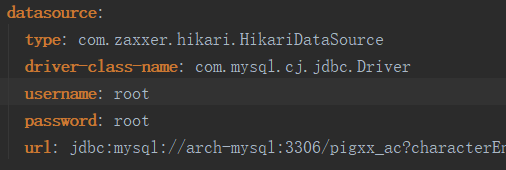 datasource:
type: com.zaxxer.hikari.HikariDataSource
driver-class-name: com.mysql.cj.jdbc.Driver
username: root
password: root
url: jdbc:mysql://arch-mysql:3306/pigxx_ac?characterEn